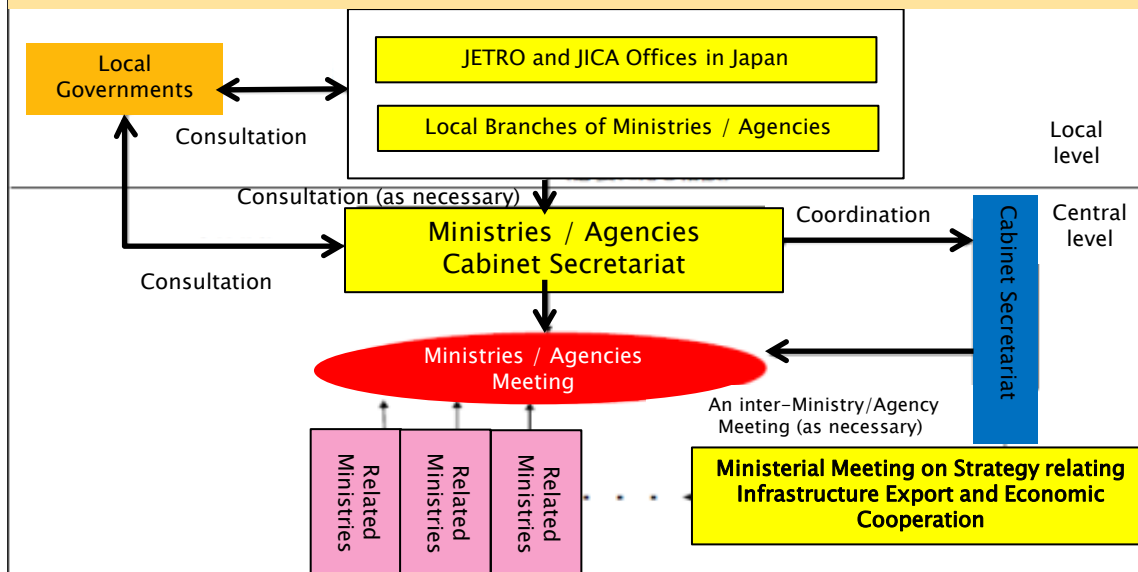 Local
Governments
JETRO and JICA Offices in Japan
Local Branches of Ministries / Agencies
Consultation
Local
level
Consultation (as necessary)
Ministries / Agencies
Cabinet Secretariat
Coordination
Cabinet Secretariat
Central
level
Consultation
Ministries / Agencies
Meeting
An inter-Ministry/Agency
Meeting (as necessary)
Related
Ministries
Related
Ministries
Related
Ministries
Ministerial Meeting on Strategy relating
Infrastructure Export and Economic
Cooperation